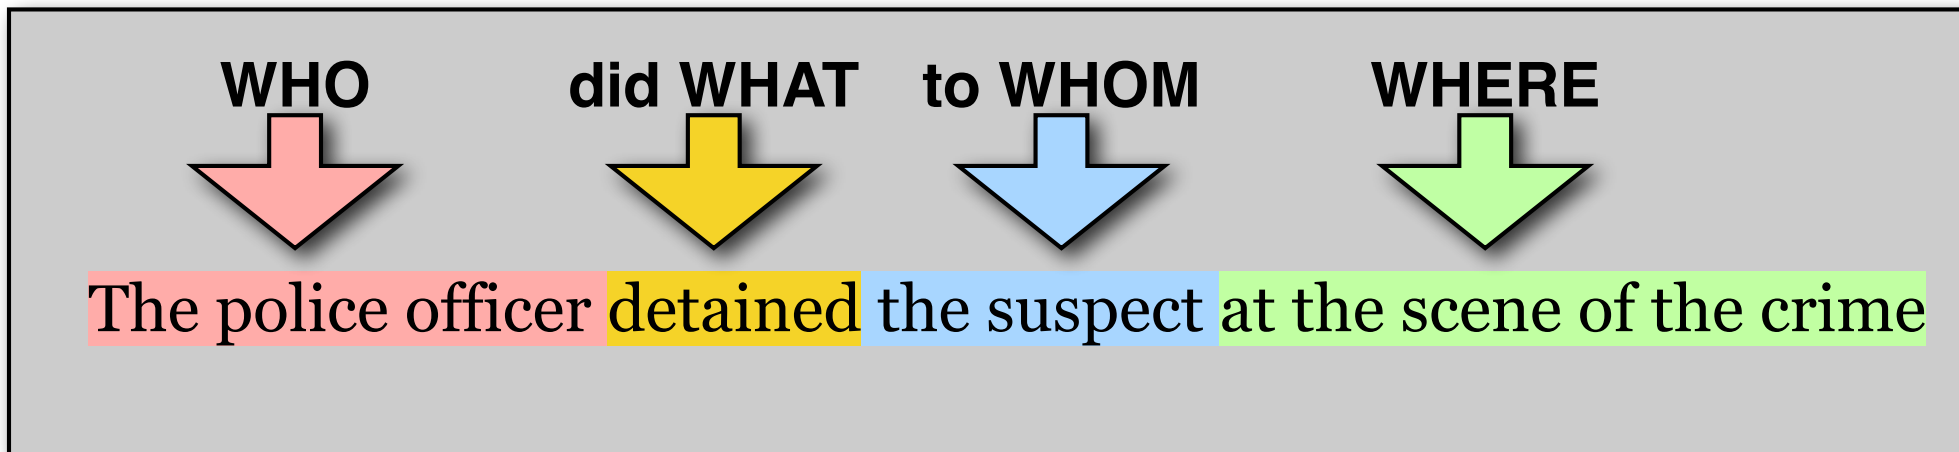 WHO did WHAT to WHOM WHERE
The police officer detained the suspect at the scene of the crime